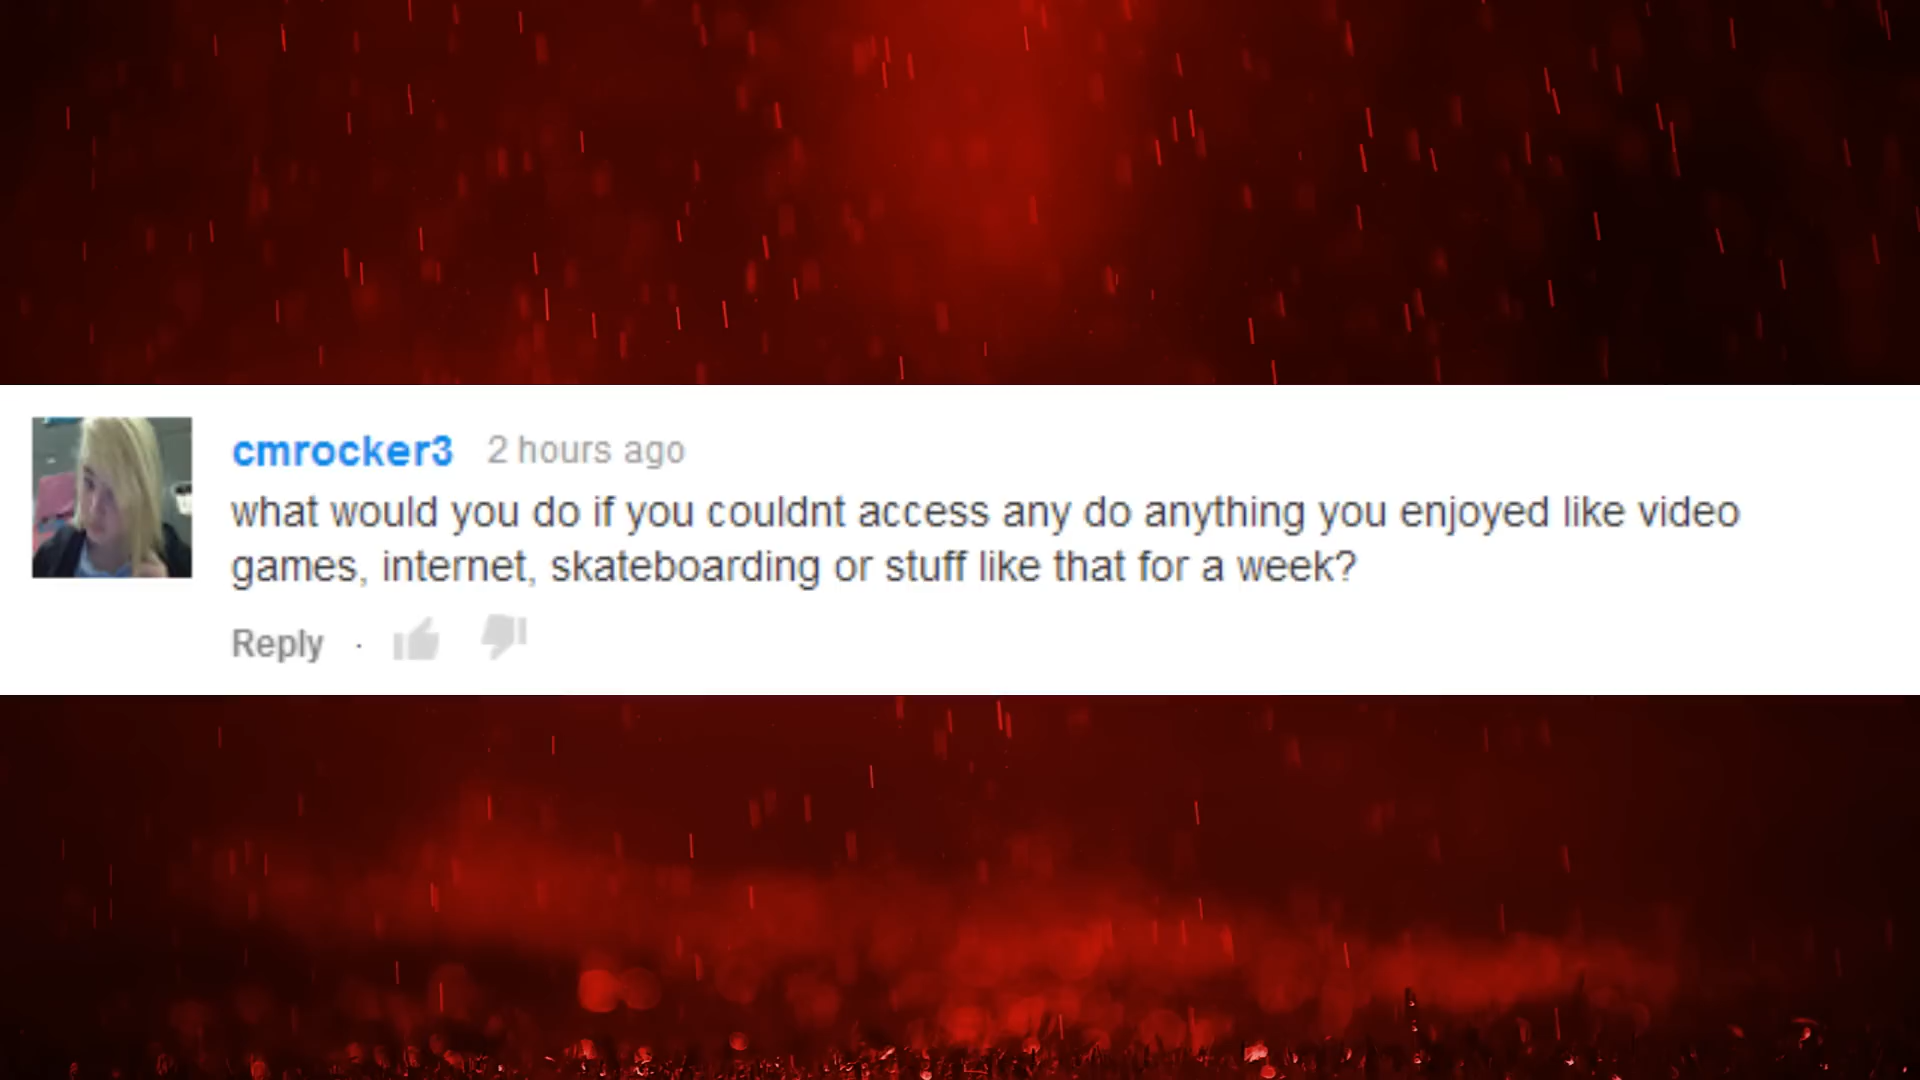 cmrocker3 2 hours ago
what would you do if you couldnt access any do anything you enjoyed like video
games, internet, skateboarding or stuff like that for a week?
Reply ·